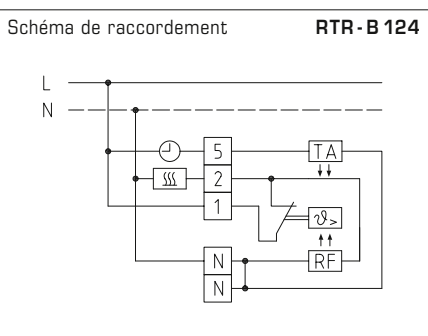 Schéma de raccordement RTR-B 124
L
N
5 TA
2
1 ϑ>
N RF
N